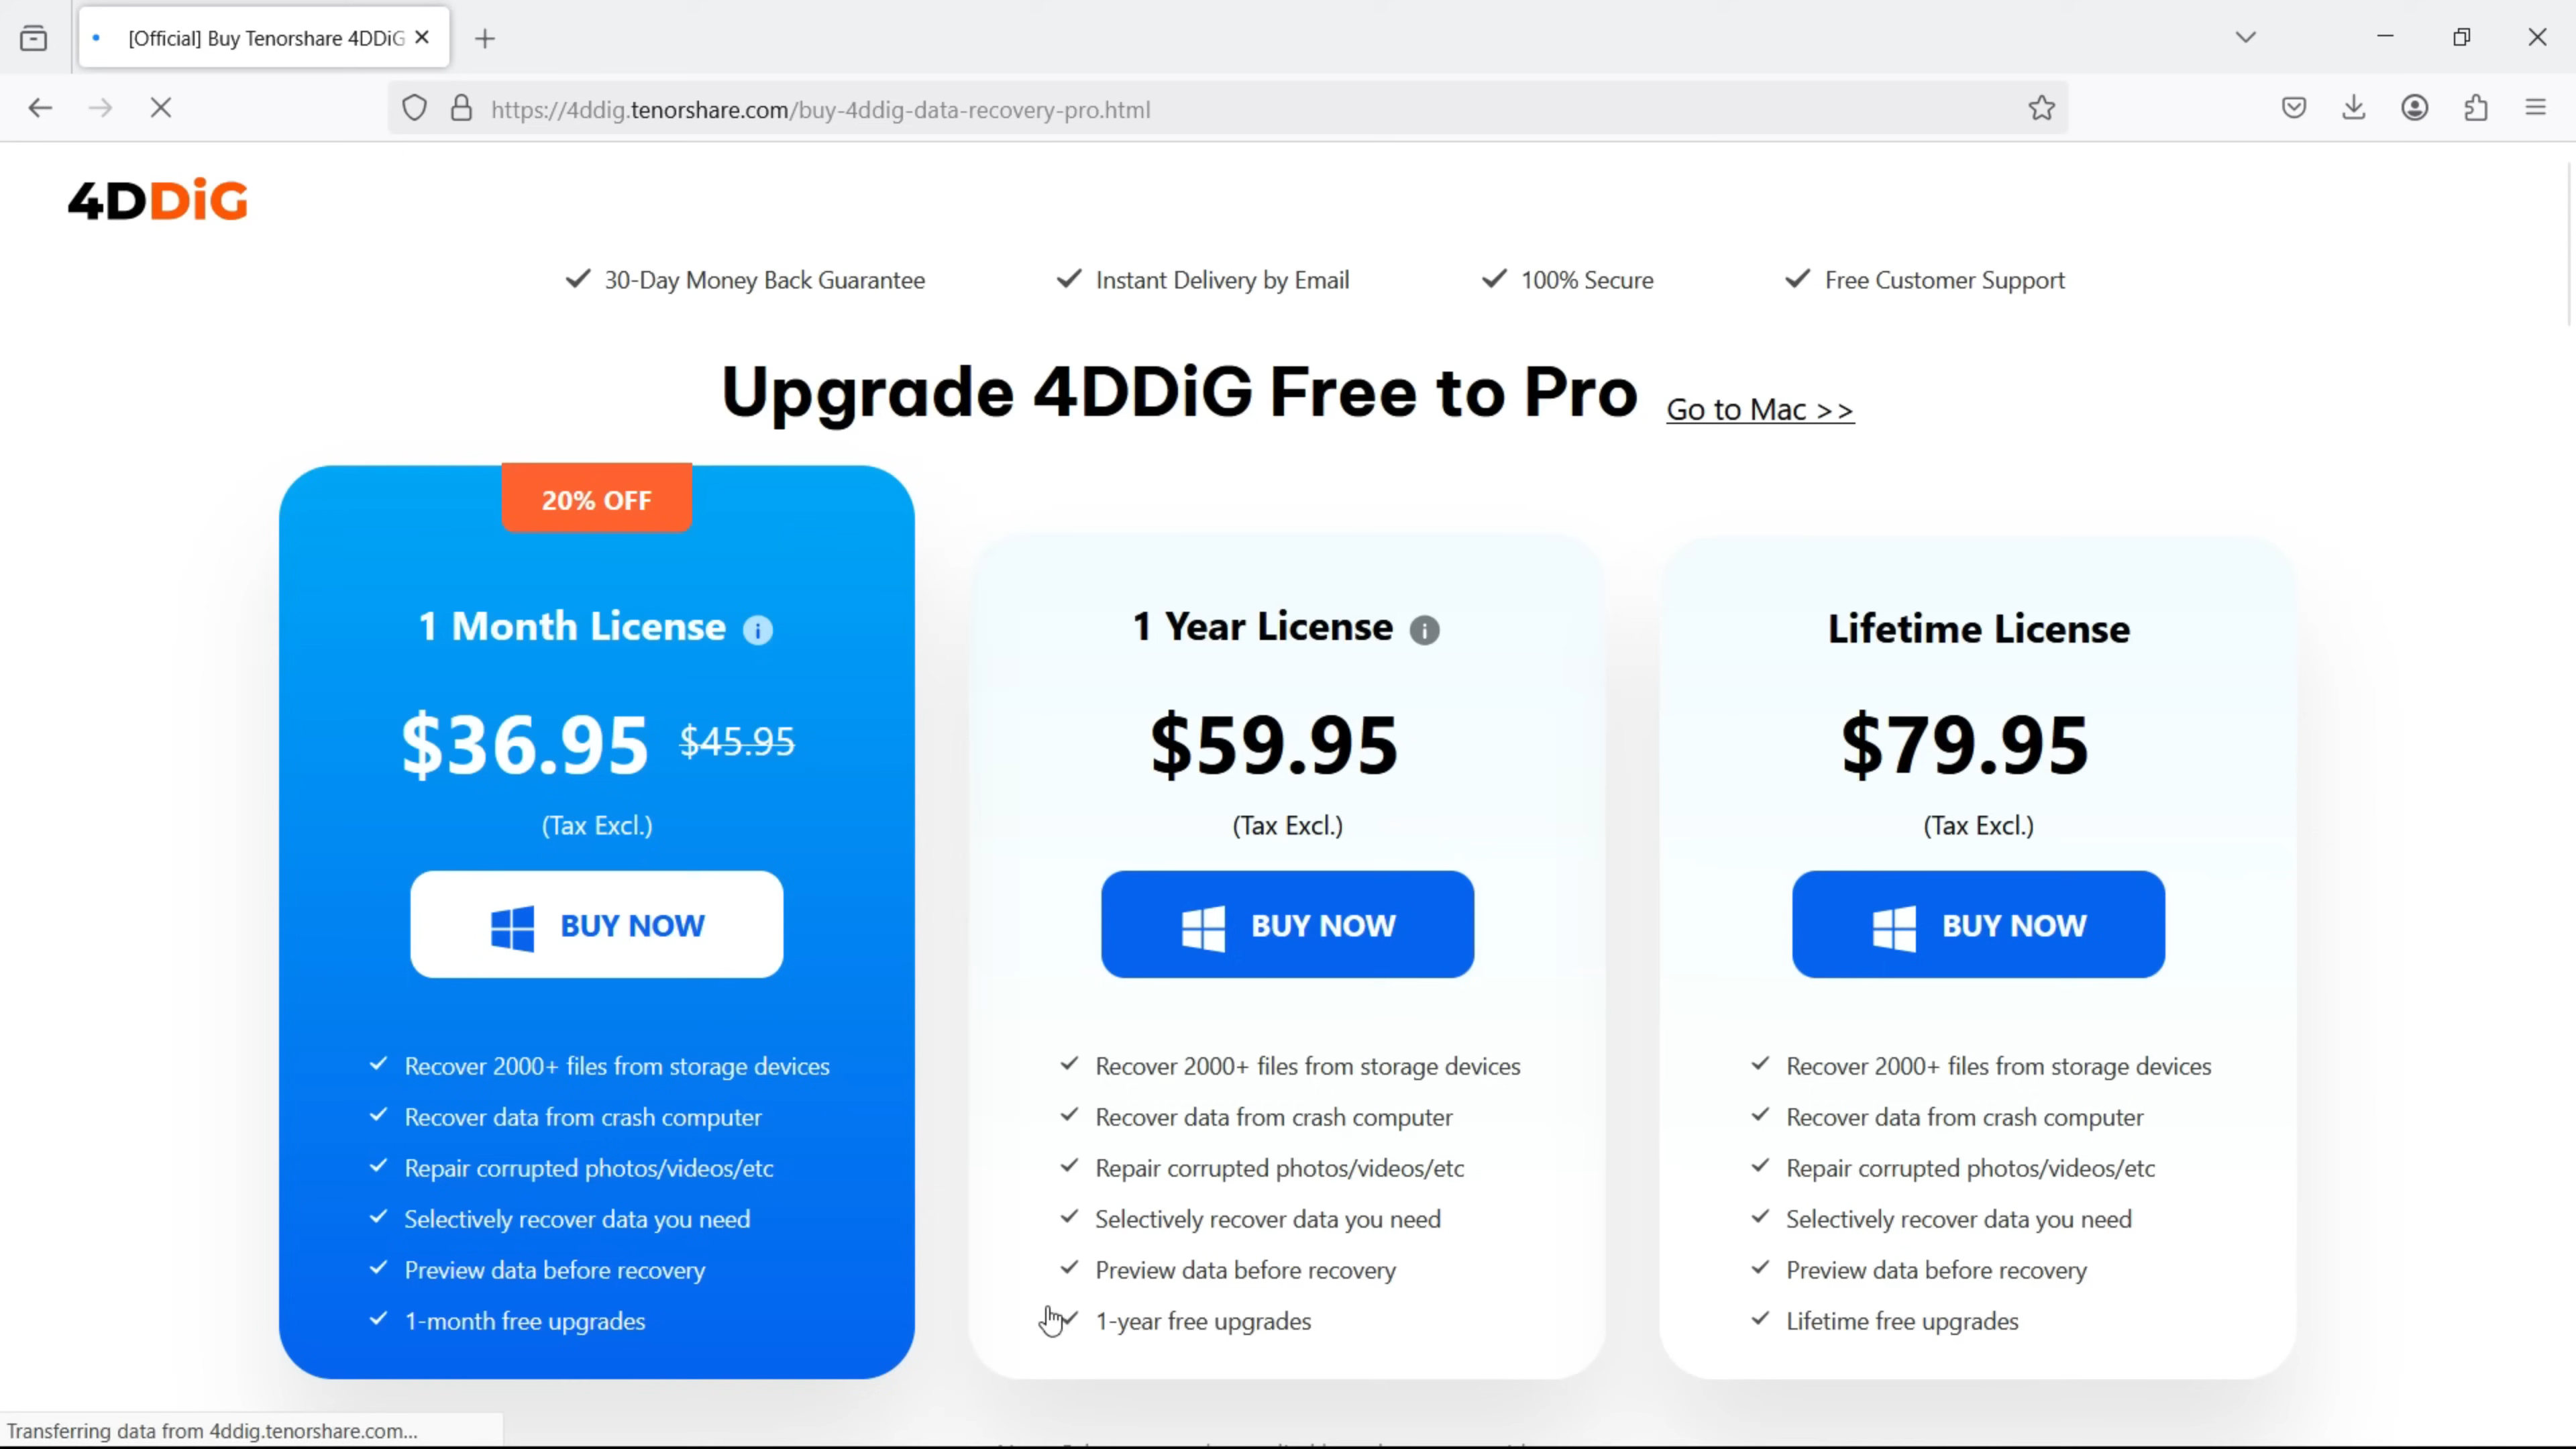 [Official] Buy Tenorshare 4DDiG
https://4ddig.tenorshare.com/buy-4ddig-data-recovery-pro.html
4DDiG
30-Day Money Back Guarantee
Instant Delivery by Email
100% Secure
Free Customer Support
Upgrade 4DDiG Free to Pro
Go to Mac >>
20% OFF
1 Month License
$36.95 $45.95
(Tax Excl.)
BUY NOW
Recover 2000+ files from storage devices
Recover data from crash computer
Repair corrupted photos/videos/etc
Selectively recover data you need
Preview data before recovery
1-month free upgrades
1 Year License
$59.95
(Tax Excl.)
BUY NOW
Recover 2000+ files from storage devices
Recover data from crash computer
Repair corrupted photos/videos/etc
Selectively recover data you need
Preview data before recovery
1-year free upgrades
Lifetime License
$79.95
(Tax Excl.)
BUY NOW
Recover 2000+ files from storage devices
Recover data from crash computer
Repair corrupted photos/videos/etc
Selectively recover data you need
Preview data before recovery
Lifetime free upgrades
Transferring data from 4ddig.tenorshare.com...